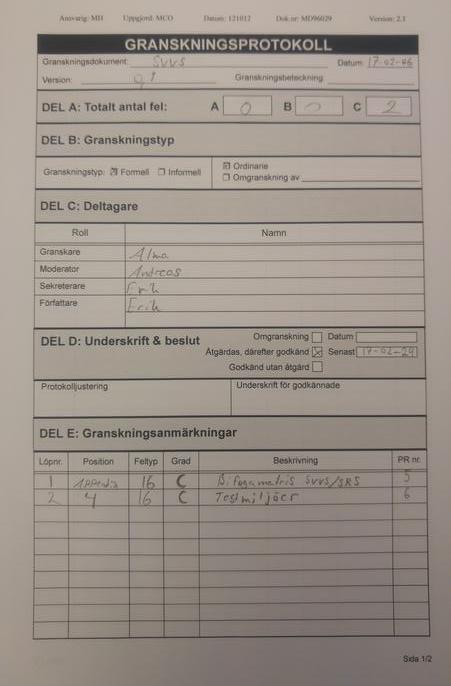 Ansvarig: MH Uppgjord: MCO Datum: 121012 Dok.nr: MD96029 Version: 2.1
GRANSKNINGSPROTOKOLL
Granskningsdokument: SVVS Datum: 17-02-
Version: 0,1 Granskningsbeteckning:
DEL A: Totalt antal fel: A 0 B 0 C 2
DEL B: Granskningstyp
Granskningstyp: ☒ Formell ☐ Informell ☒ Ordinarie
☐ Omgranskning av
DEL C: Deltagare
Roll Namn
Granskare Alma
Moderator Andreas
Sekreterare Erik
Författare Erik
DEL D: Underskrift & beslut Omgranskning ☐ Datum
Åtgärdas, därefter godkänd ☒ Senast 17-02-24
Godkänd utan åtgärd ☐
Protokolljustering Underskrift för godkännade
DEL E: Granskningsanmärkningar
Löpnr. Position Feltyp Grad Beskrivning PR nr.
1 Appendix 16 C Bifoga matris SVVS/SRS 5
2 4 16 C Testmiljöer 6
Sida 1/2